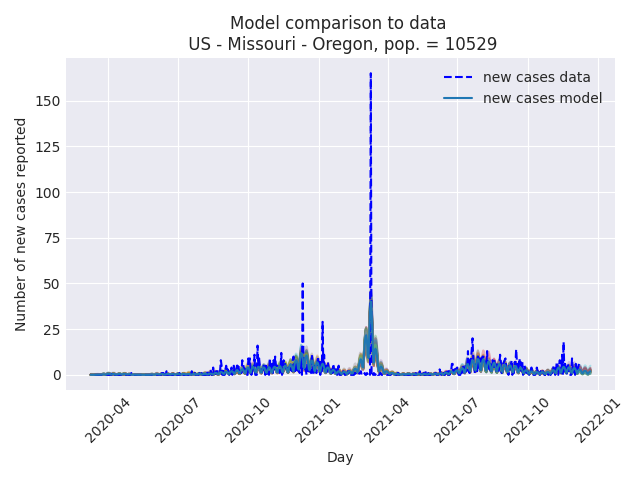 Model comparison to data
US - Missouri - Oregon, pop. = 10529
new cases data
new cases model
Number of new cases reported
150
125
100
75
50
25
0
2020-04
2020-07
2020-10
2021-01
2021-04
2021-07
2021-10
2022-01
Day